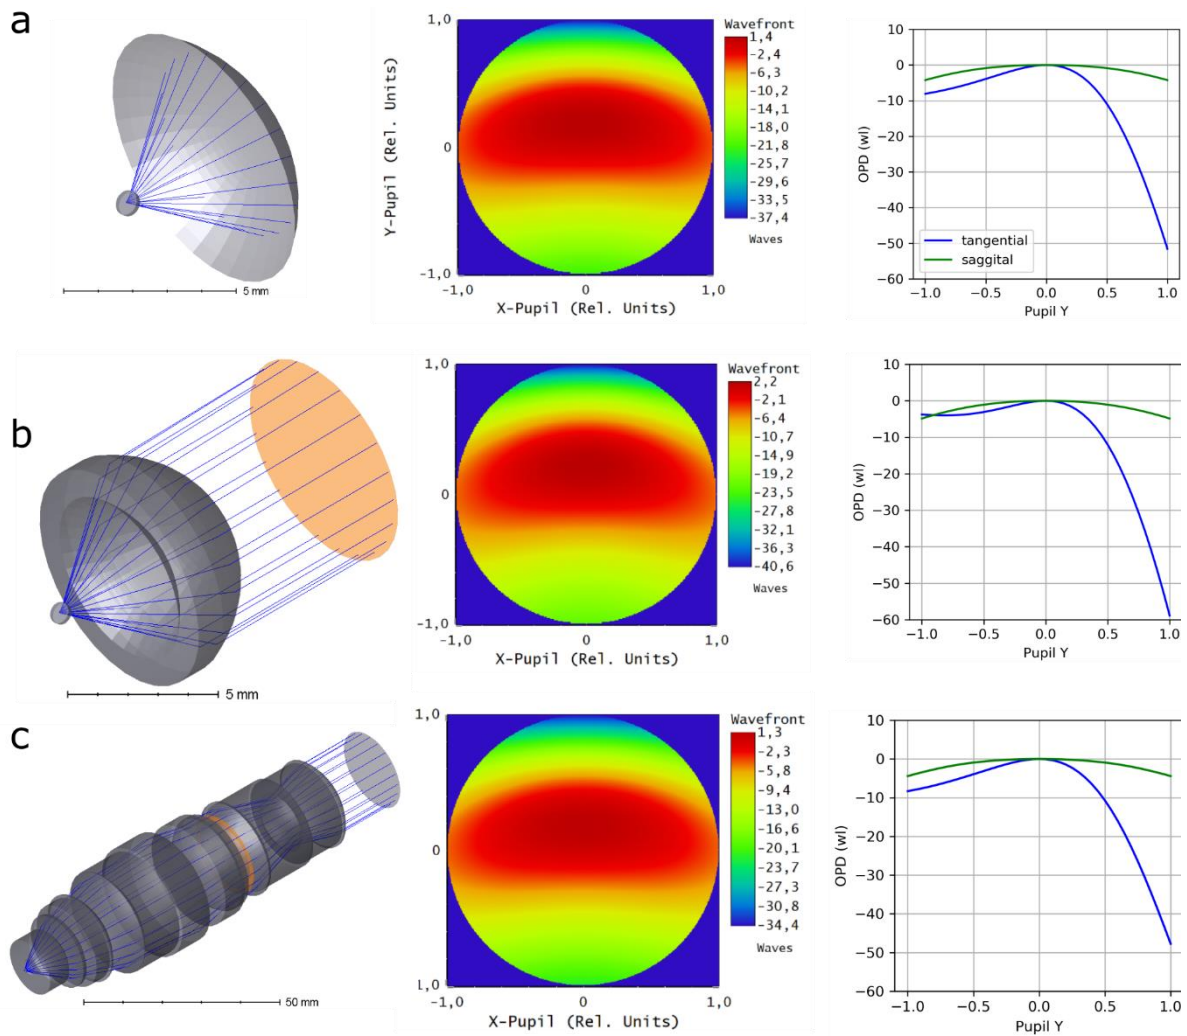 a
5 mm
1,0
0
-1,0
Y-Pupil (Rel. Units)
-1,0 0 1,0
X-Pupil (Rel. Units)
Wavefront
1,4
-2,4
-6,3
-10,2
-14,1
-18,0
-21,8
-25,7
-29,6
-33,5
-37,4
Waves
10
0
-10
-20
-30
-40
-50
-60
OPD (wl)
tangential
saggital
-1.0 -0.5 0.0 0.5 1.0
Pupil Y
b
5 mm
1,0
0
-1,0
-1,0 0 1,0
X-Pupil (Rel. Units)
Wavefront
2,2
-2,1
-6,4
-10,7
-14,9
-19,2
-23,5
-27,8
-32,1
-36,3
-40,6
Waves
10
0
-10
-20
-30
-40
-50
-60
OPD (wl)
-1.0 -0.5 0.0 0.5 1.0
Pupil Y
c
50 mm
1,0
0
1,0
-1,0 0 1,0
X-Pupil (Rel. Units)
Wavefront
1,3
-2,3
-5,8
-9,4
-13,0
-16,6
-20,1
-23,7
-27,3
-30,8
-34,4
Waves
10
0
-10
-20
-30
-40
-50
-60
OPD (wl)
-1.0 -0.5 0.0 0.5 1.0
Pupil Y